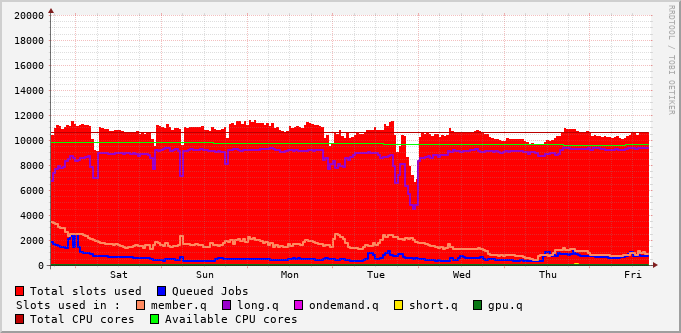 20000
18000
16000
14000
12000
10000
8000
6000
4000
2000
0
Sat Sun Mon Tue Wed Thu Fri
RRDTOOL / TOBI OETIKER
Total slots used Queued Jobs
Slots used in : member.q long.q ondemand.q short.q gpu.q
Total CPU cores Available CPU cores